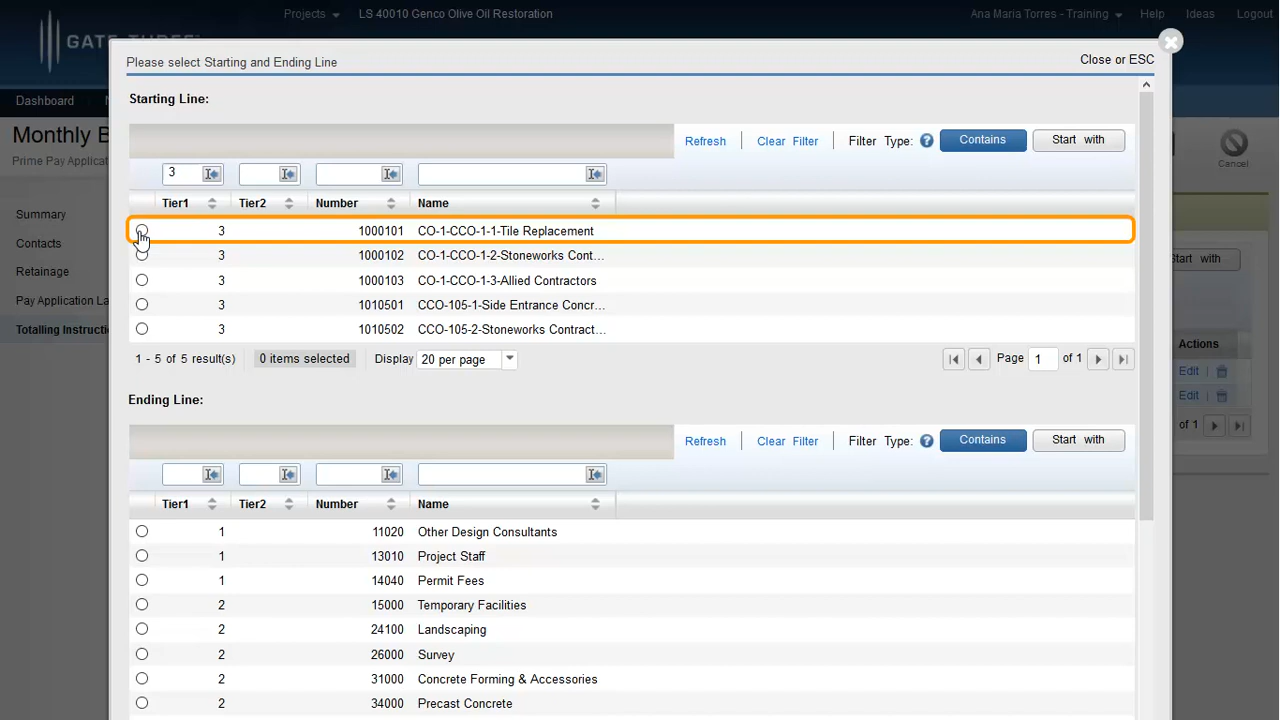 Projects LS 40010 Genco Olive Oil Restoration Ana Maria Torres - Training Help Ideas Logout
GATE THREE
Please select Starting and Ending Line Close or ESC
Dashboard
Starting Line:
Monthly B
Prime Pay Applica
Refresh Clear Filter Filter Type: ? Contains Start with
Cancel
3
Tier1 Tier2 Number Name
Summary
3 1000101 CO-1-CCO-1-1-Tile Replacement
Contacts
3 1000102 CO-1-CCO-1-2-Stoneworks Cont...
tart with
Retainage
3 1000103 CO-1-CCO-1-3-Allied Contractors
Pay Application La
3 1010501 CCO-105-1-Side Entrance Concr...
Totalling Instructi
3 1010502 CCO-105-2-Stoneworks Contract...
Actions
1 - 5 of 5 result(s) 0 items selected Display 20 per page Page 1 of 1
Edit
Edit
Ending Line:
of 1
Refresh Clear Filter Filter Type: ? Contains Start with
Tier1 Tier2 Number Name
1 11020 Other Design Consultants
1 13010 Project Staff
1 14040 Permit Fees
2 15000 Temporary Facilities
2 24100 Landscaping
2 26000 Survey
2 31000 Concrete Forming & Accessories
2 34000 Precast Concrete